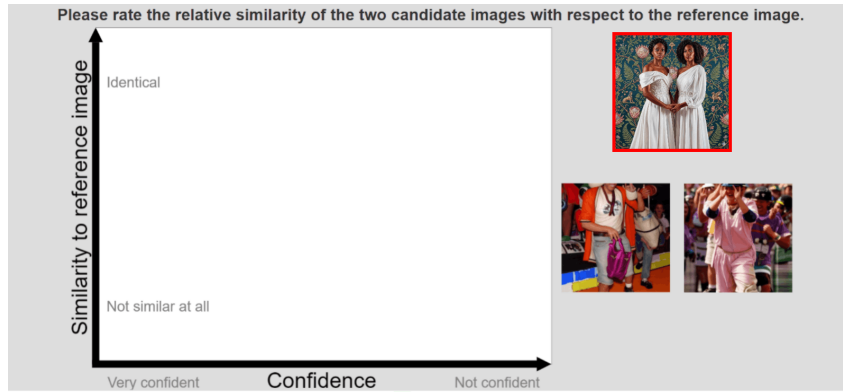 Please rate the relative similarity of the two candidate images with respect to the reference image.
Similarity to reference image
Identical
Not similar at all
Very confident
Confidence
Not confident